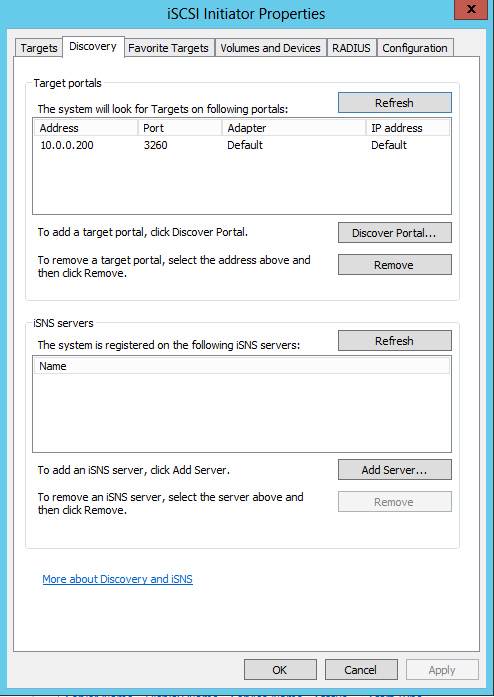 iSCSI Initiator Properties
x
Targets Discovery Favorite Targets Volumes and Devices RADIUS Configuration
Target portals
The system will look for Targets on following portals: Refresh
Address Port Adapter IP address
10.0.0.200 3260 Default Default
To add a target portal, click Discover Portal. Discover Portal...
To remove a target portal, select the address above and
then click Remove.
Remove
iSNS servers
The system is registered on the following iSNS servers: Refresh
Name
To add an iSNS server, click Add Server. Add Server...
To remove an iSNS server, select the server above and
then click Remove.
Remove
More about Discovery and iSNS
OK Cancel Apply